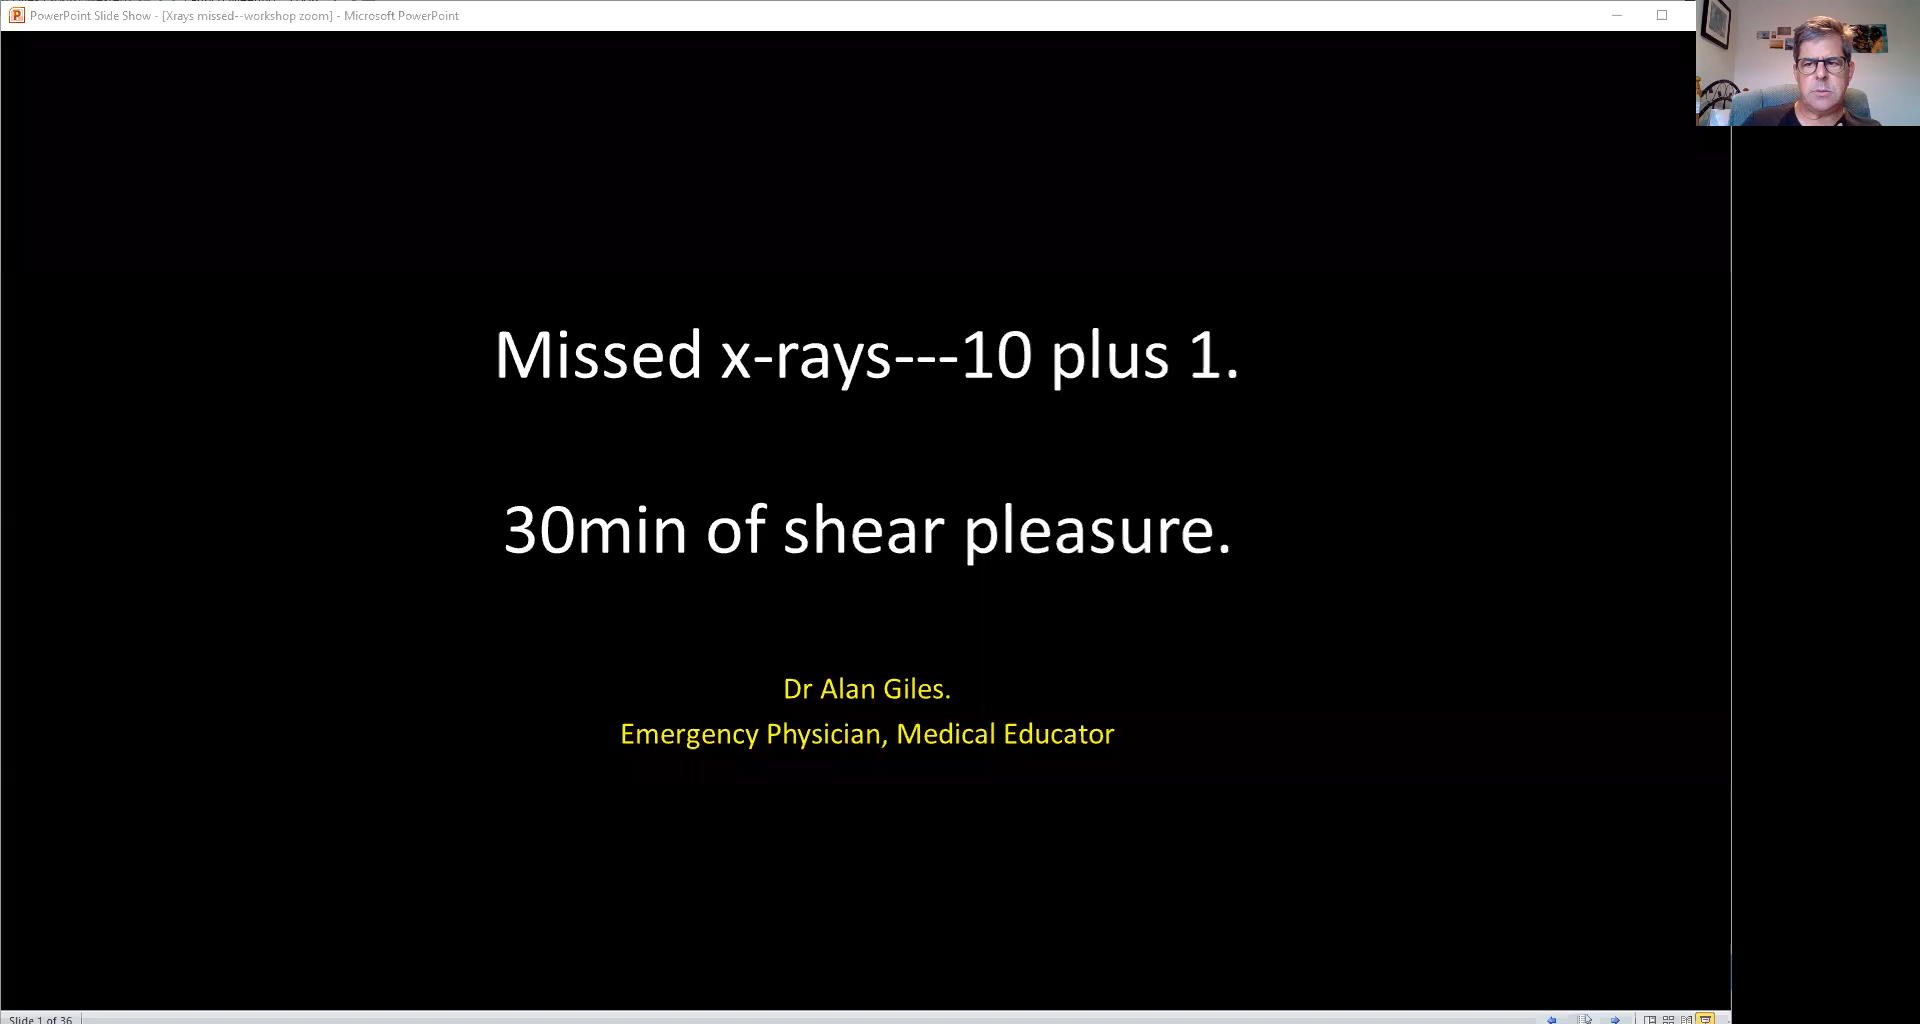 PowerPoint Slide Show - [Xrays missed--workshop zoom] - Microsoft PowerPoint
Missed x-rays---10 plus 1.
30min of shear pleasure.
Dr Alan Giles.
Emergency Physician, Medical Educator
Slide 1 of 36